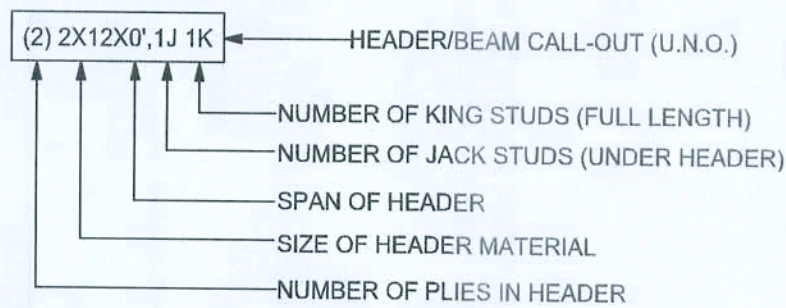 (2) 2X12X0',1J 1K
HEADER/BEAM CALL-OUT (U.N.O.)
NUMBER OF KING STUDS (FULL LENGTH)
NUMBER OF JACK STUDS (UNDER HEADER)
SPAN OF HEADER
SIZE OF HEADER MATERIAL
NUMBER OF PLIES IN HEADER